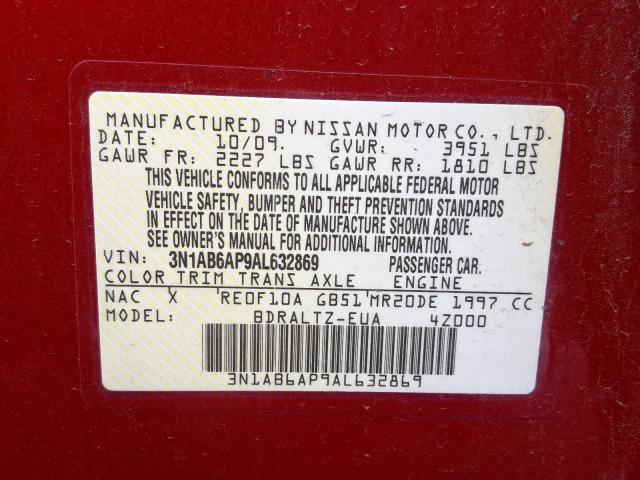 MANUFACTURED BY NISSAN MOTOR CO., LTD.
DATE: 10/09. GVWR: 3951 LBS
GAWR FR: 2227 LBS GAWR RR: 1810 LBS
THIS VEHICLE CONFORMS TO ALL APPLICABLE FEDERAL MOTOR
VEHICLE SAFETY, BUMPER AND THEFT PREVENTION STANDARDS
IN EFFECT ON THE DATE OF MANUFACTURE SHOWN ABOVE.
SEE OWNER'S MANUAL FOR ADDITIONAL INFORMATION.
VIN: 3N1AB6AP9AL632869 PASSENGER CAR.
COLOR TRIM TRANS AXLE ENGINE
NAC X 'RE0F10A GB51'MR20DE 1997 CC
MODEL: BDRALTZ-EUA 4Z000
3N1AB6AP9AL632869